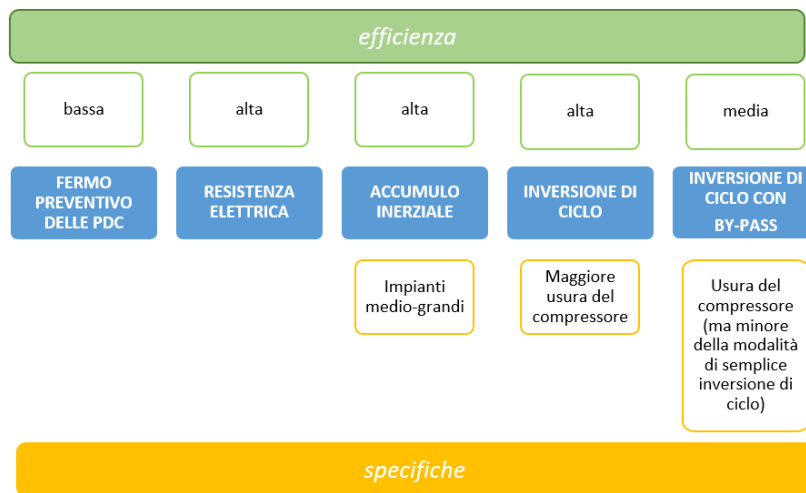 efficienza
bassa
alta
alta
alta
media
FERMO
PREVENTIVO
DELLE PDC
RESISTENZA
ELETTRICA
ACCUMULO
INERZIALE
INVERSIONE DI
CICLO
INVERSIONE DI
CICLO CON
BY-PASS
Impianti
medio-grandi
Maggiore
usura del
compressore
Usura del
compressore
(ma minore
della modalità
di semplice
inversione di
ciclo)
specifiche